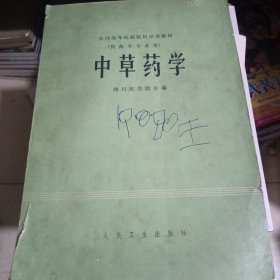 全国高等医药院校试用教材
(供药学专业用)
中草药学
四川医学院主编
人民卫生出版社